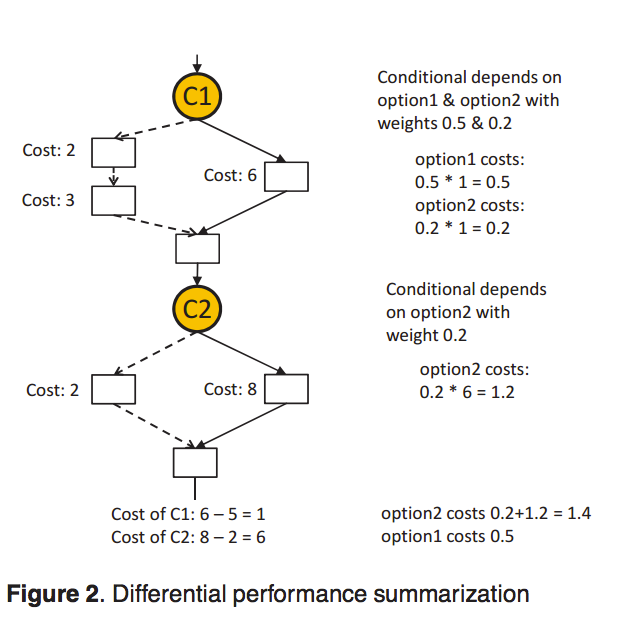 C1
Conditional depends on
option1 & option2 with
weights 0.5 & 0.2
Cost: 2
Cost: 6
option1 costs:
0.5 * 1 = 0.5
Cost: 3
option2 costs:
0.2 * 1 = 0.2
C2
Conditional depends
on option2 with
weight 0.2
Cost: 2
Cost: 8
option2 costs:
0.2 * 6 = 1.2
Cost of C1: 6 – 5 = 1
Cost of C2: 8 – 2 = 6
option2 costs 0.2+1.2 = 1.4
option1 costs 0.5
Figure 2. Differential performance summarization